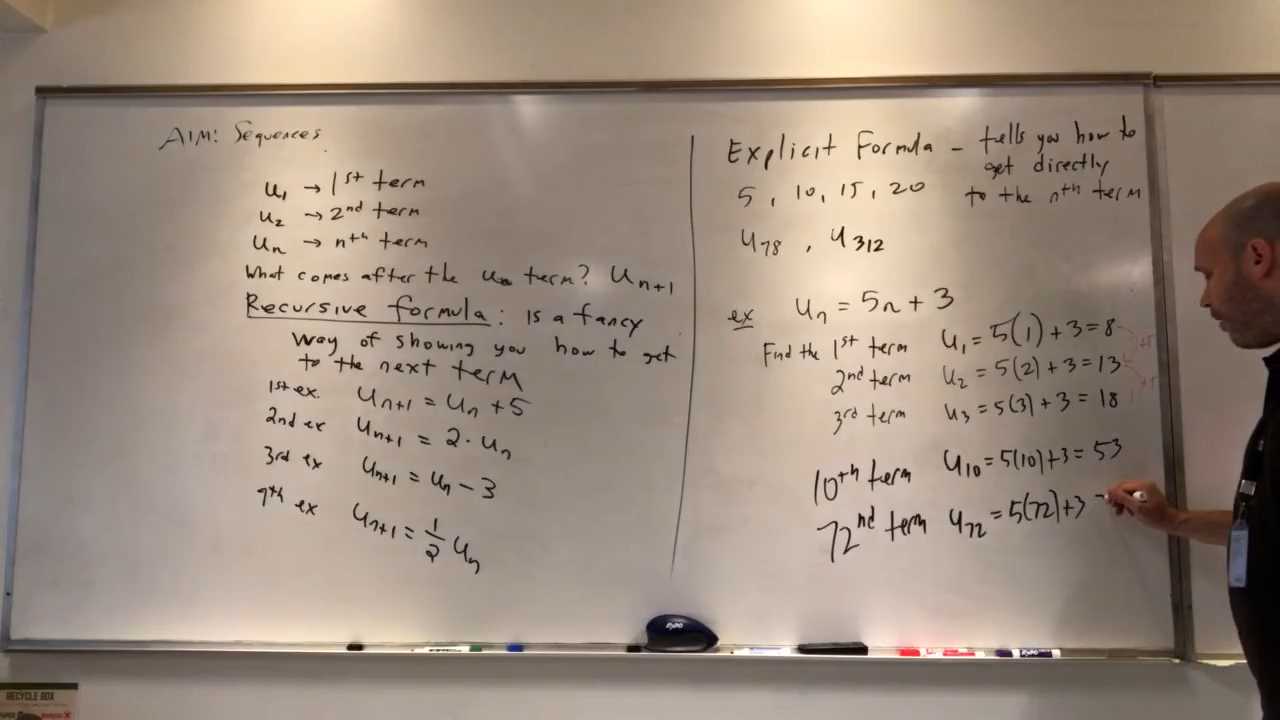 AIM: Sequences
u₁ → 1st term
u₂ → 2nd term
uₙ → nth term
What comes after the uₙ term? uₙ₊₁
Recursive formula: is a fancy
way of showing you how to get
to the next term
1st ex. uₙ₊₁ = uₙ + 5
2nd ex uₙ₊₁ = 2 · uₙ
3rd ex uₙ₊₁ = uₙ - 3
4th ex uₙ₊₁ = 1/2 uₙ
Explicit Formula - tells you how to
get directly
to the nth term
5, 10, 15, 20
u₇₈, u₃₁₂
ex uₙ = 5n + 3
Find the 1st term u₁ = 5(1) + 3 = 8
2nd term u₂ = 5(2) + 3 = 13
3rd term u₃ = 5(3) + 3 = 18
+5
10th term u₁₀ = 5(10) + 3 = 53
72nd term u₇₂ = 5(72) + 3
EXPO
RECYCLE BOX